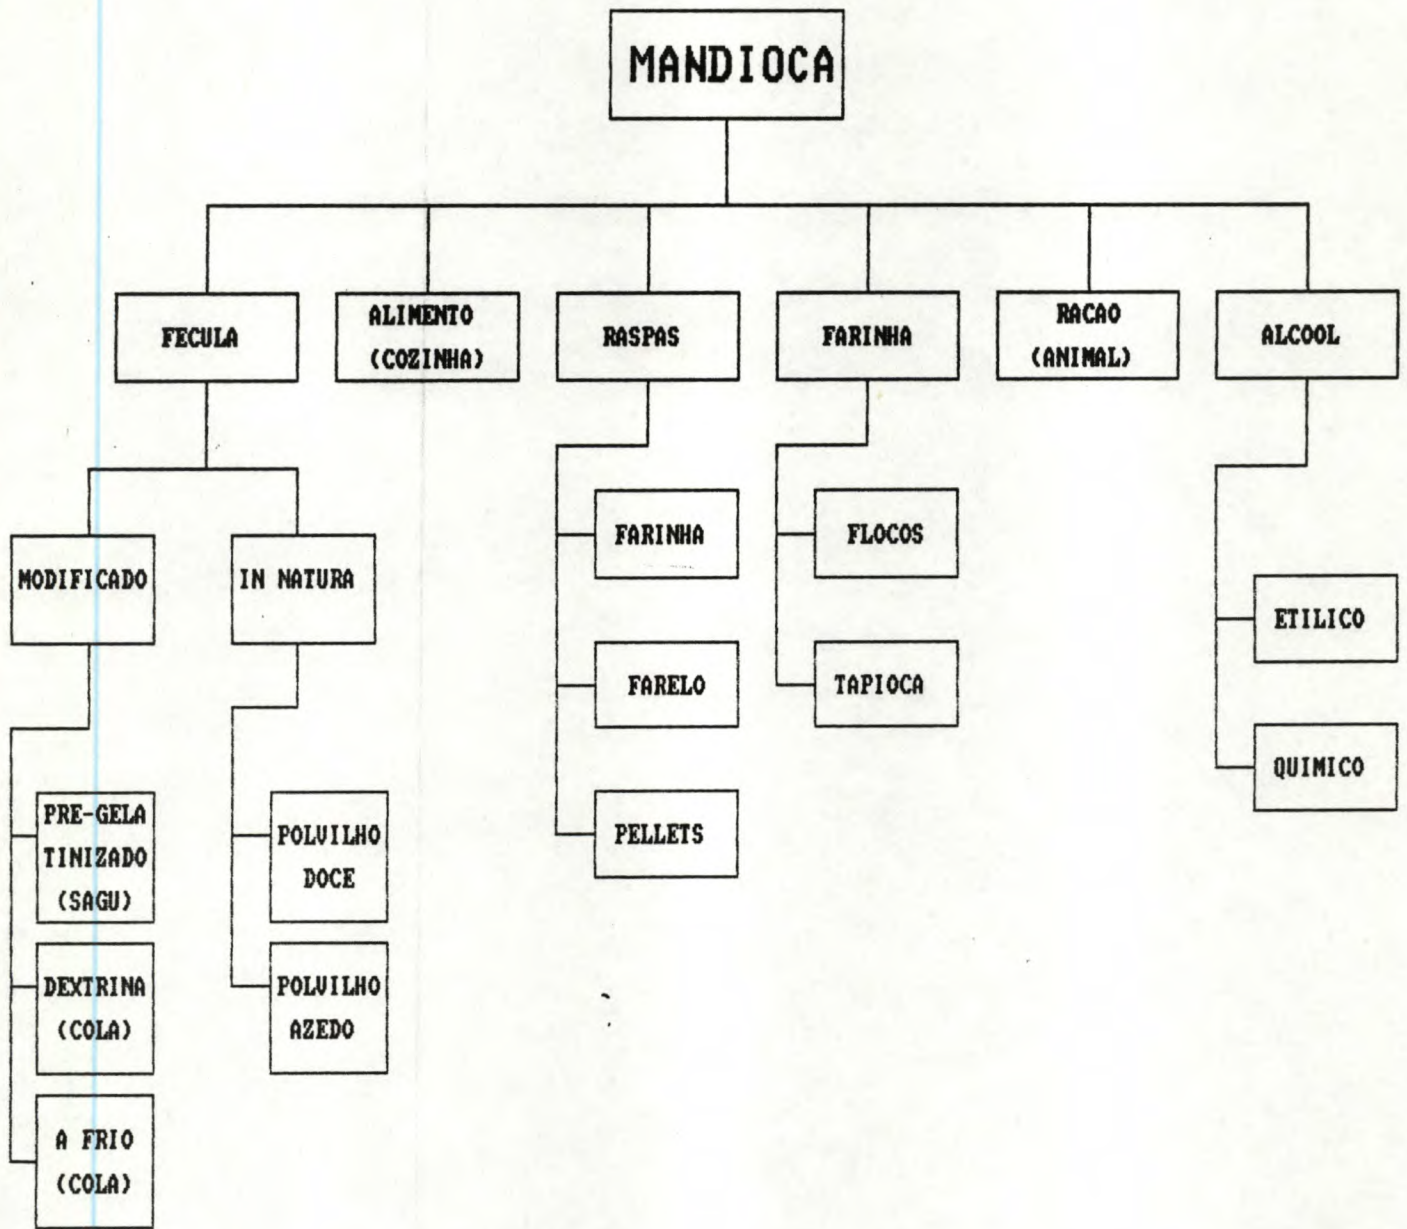 MANDIOCA
FECULA
ALIMENTO
(COZINHA)
RASPAS
FARINHA
RACAO
(ANIMAL)
ALCOOL
MODIFICADO
IN NATURA
PRE-GELA
TINIZADO
(SAGU)
DEXTRINA
(COLA)
A FRIO
(COLA)
POLVILHO
DOCE
POLVILHO
AZEDO
FARINHA
FARELO
PELLETS
FLOCOS
TAPIOCA
ETILICO
QUIMICO